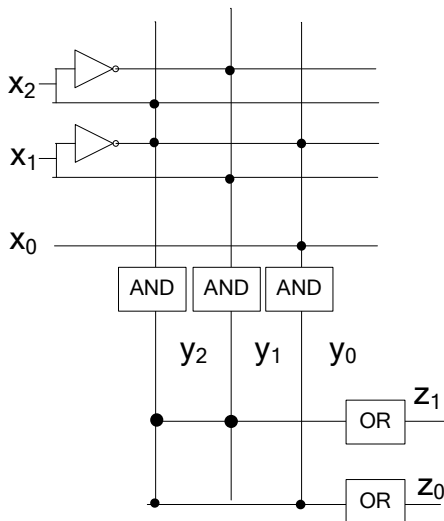 x2
x1
x0
AND AND AND
y2 y1 y0
z1
OR
z0
OR